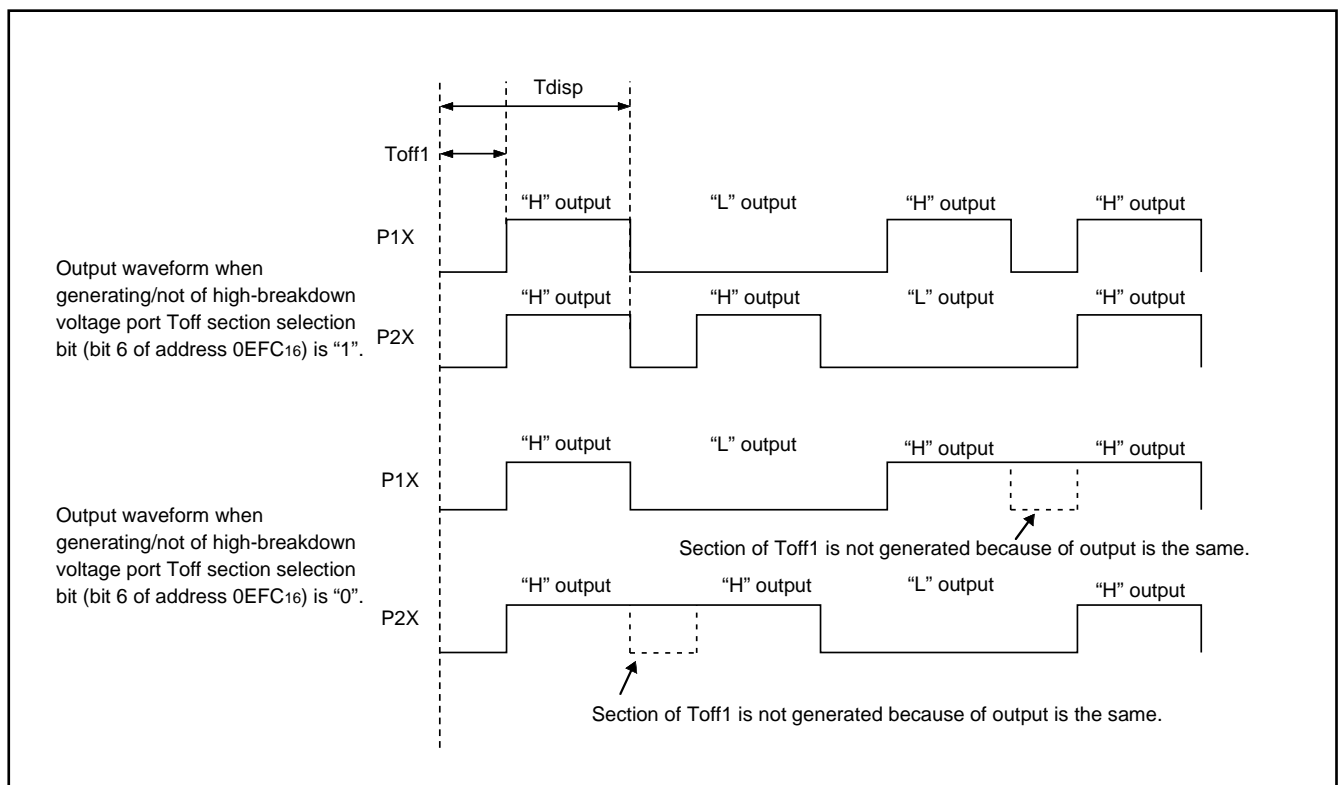 Tdisp
Toff1
“H” output “L” output “H” output “H” output
P1X
Output waveform when
generating/not of high-breakdown
voltage port Toff section selection
bit (bit 6 of address 0EFC16) is “1”.
“H” output “H” output “L” output “H” output
P2X
“H” output “L” output “H” output “H” output
P1X
Section of Toff1 is not generated because of output is the same.
Output waveform when
generating/not of high-breakdown
voltage port Toff section selection
bit (bit 6 of address 0EFC16) is “0”.
“H” output “H” output “L” output “H” output
P2X
Section of Toff1 is not generated because of output is the same.